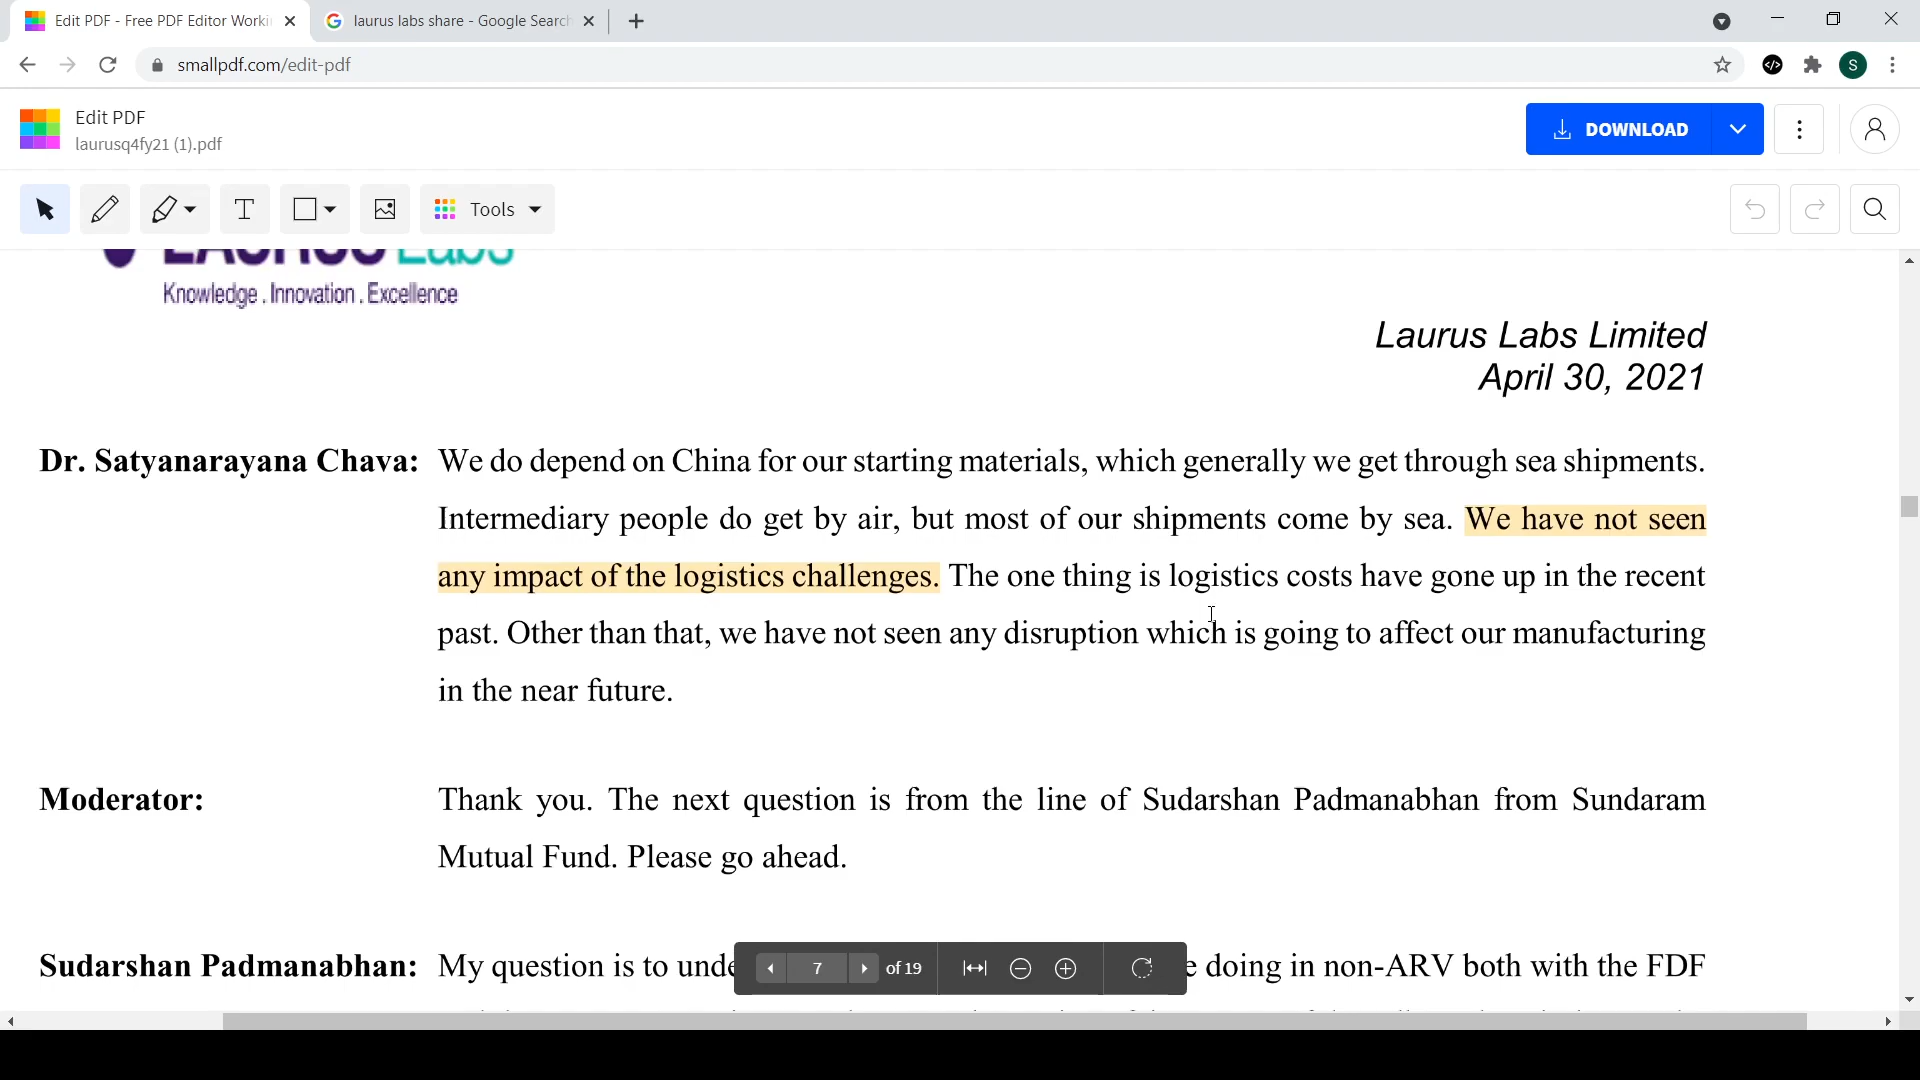 Edit PDF - Free PDF Editor Worki
laurus labs share - Google Search
smallpdf.com/edit-pdf
S
Edit PDF
laurusq4fy21 (1).pdf
DOWNLOAD
T
Tools
LAURUS Labs
Knowledge . Innovation . Excellence
Laurus Labs Limited
April 30, 2021
Dr. Satyanarayana Chava: We do depend on China for our starting materials, which generally we get through sea shipments.
Intermediary people do get by air, but most of our shipments come by sea. We have not seen
any impact of the logistics challenges. The one thing is logistics costs have gone up in the recent
past. Other than that, we have not seen any disruption which is going to affect our manufacturing
in the near future.
Moderator: Thank you. The next question is from the line of Sudarshan Padmanabhan from Sundaram
Mutual Fund. Please go ahead.
Sudarshan Padmanabhan: My question is to unde doing in non-ARV both with the FDF
7 of 19